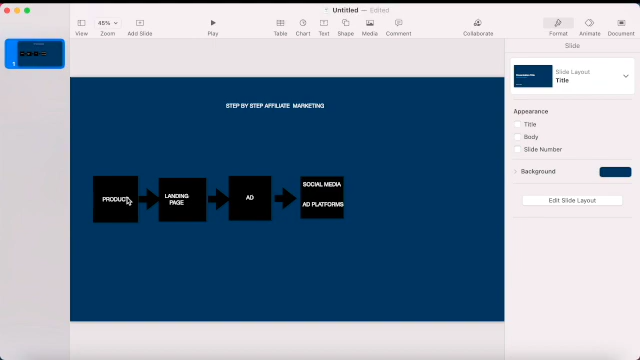 Untitled — Edited
View
45%
Zoom
Add Slide
Play
Table
Chart
Text
Shape
Media
Comment
Collaborate
Format
Animate
Document
1
Slide
Slide Layout
Title
Appearance
Title
Body
Slide Number
Background
Edit Slide Layout
STEP BY STEP AFFILIATE MARKETING
PRODUCT
LANDING
PAGE
AD
SOCIAL MEDIA
AD PLATFORMS